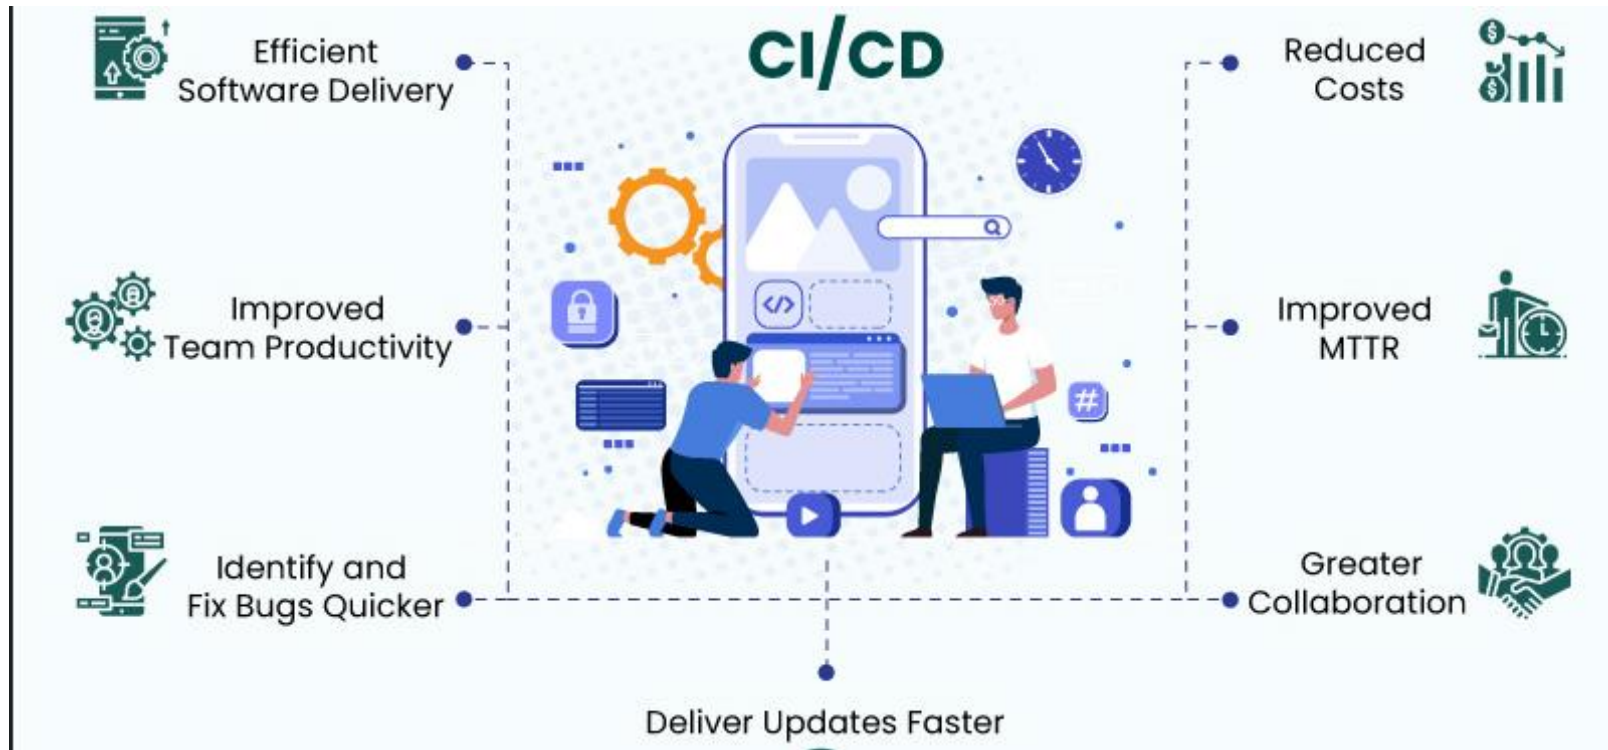 CI/CD
Efficient
Software Delivery
Improved
Team Productivity
Identify and
Fix Bugs Quicker
Reduced
Costs
Improved
MTTR
Greater
Collaboration
Deliver Updates Faster